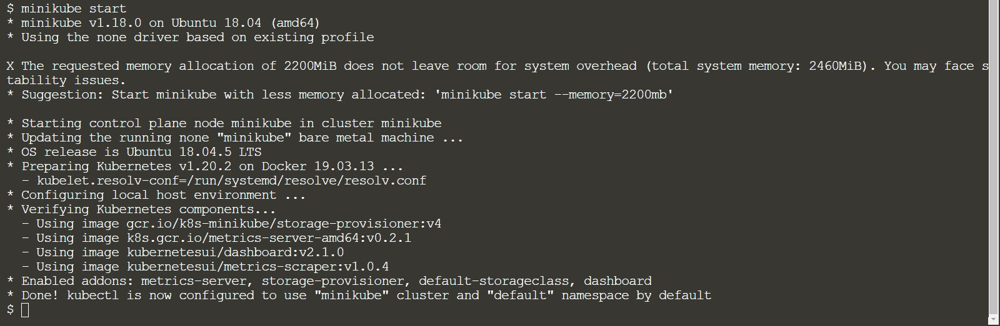 $ minikube start
* minikube v1.18.0 on Ubuntu 18.04 (amd64)
* Using the none driver based on existing profile
X The requested memory allocation of 2200MiB does not leave room for system overhead (total system memory: 2460MiB). You may face s
tability issues.
* Suggestion: Start minikube with less memory allocated: 'minikube start --memory=2200mb'
* Starting control plane node minikube in cluster minikube
* Updating the running none "minikube" bare metal machine ...
* OS release is Ubuntu 18.04.5 LTS
* Preparing Kubernetes v1.20.2 on Docker 19.03.13 ...
  - kubelet.resolv-conf=/run/systemd/resolve/resolv.conf
* Configuring local host environment ...
* Verifying Kubernetes components...
  - Using image gcr.io/k8s-minikube/storage-provisioner:v4
  - Using image k8s.gcr.io/metrics-server-amd64:v0.2.1
  - Using image kubernetesui/dashboard:v2.1.0
  - Using image kubernetesui/metrics-scraper:v1.0.4
* Enabled addons: metrics-server, storage-provisioner, default-storageclass, dashboard
* Done! kubectl is now configured to use "minikube" cluster and "default" namespace by default
$